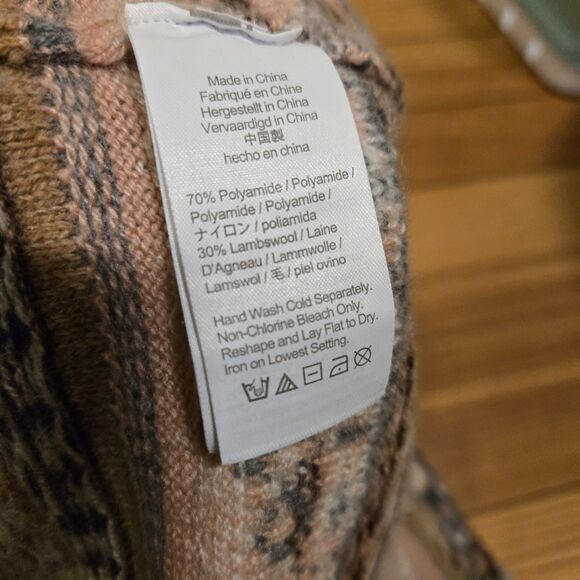 Made in China
Fabriqué en Chine
Hergestellt in China
Vervaardigd in China
中国製
hecho en china
70% Polyamide / Polyamide /
Polyamide / Polyamide /
ナイロン / poliamida
30% Lambswool / Laine
D'Agneau / Lammwolle /
Lamswol / 毛 / piel ovino
Hand Wash Cold Separately.
Non-Chlorine Bleach Only.
Reshape and Lay Flat to Dry.
Iron on Lowest Setting.